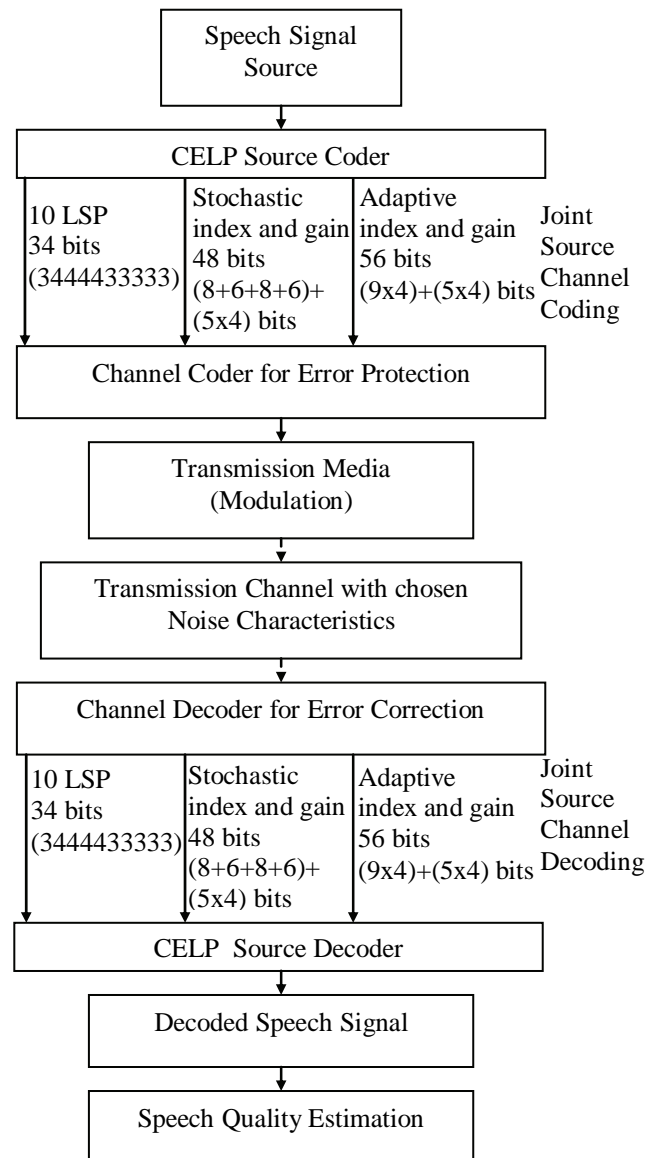 Speech Signal
Source
CELP Source Coder
10 LSP
34 bits
(3444433333)
Stochastic
index and gain
48 bits
(8+6+8+6)+
(5x4) bits
Adaptive
index and gain
56 bits
(9x4)+(5x4) bits
Joint
Source
Channel
Coding
Channel Coder for Error Protection
Transmission Media
(Modulation)
Transmission Channel with chosen
Noise Characteristics
Channel Decoder for Error Correction
10 LSP
34 bits
(3444433333)
Stochastic
index and gain
48 bits
(8+6+8+6)+
(5x4) bits
Adaptive
index and gain
56 bits
(9x4)+(5x4) bits
Joint
Source
Channel
Decoding
CELP Source Decoder
Decoded Speech Signal
Speech Quality Estimation